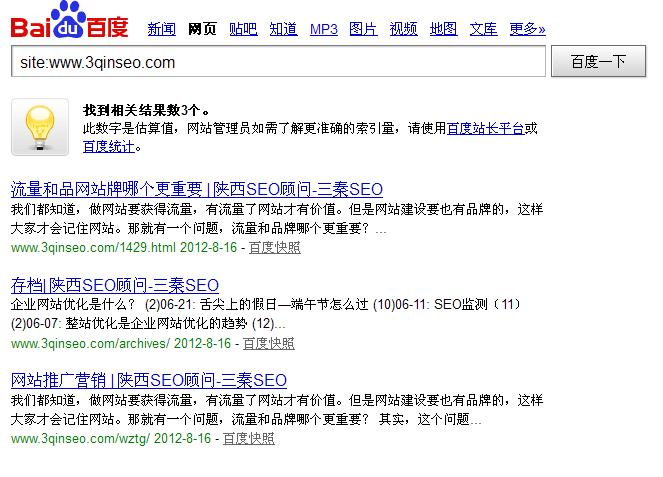 Bai du 百度 新闻 网页 贴吧 知道 MP3 图片 视频 地图 文库 更多»
site:www.3qinseo.com 百度一下
找到相关结果数3个。
此数字是估算值，网站管理员如需了解更准确的索引量，请使用百度站长平台或
百度统计。
流量和品网站牌哪个更重要 | 陕西SEO顾问-三秦SEO
我们都知道，做网站要获得流量，有流量了网站才有价值。但是网站建设要也有品牌的，这样
大家才会记住网站。那就有一个问题，流量和品牌哪个更重要？...
www.3qinseo.com/1429.html 2012-8-16 - 百度快照
存档| 陕西SEO顾问-三秦SEO
企业网站优化是什么？ (2)06-21: 舌尖上的假日—端午节怎么过 (10)06-11: SEO监测（11）
(2)06-07: 整站优化是企业网站优化的趋势 (12)...
www.3qinseo.com/archives/ 2012-8-16 - 百度快照
网站推广营销 | 陕西SEO顾问-三秦SEO
我们都知道，做网站要获得流量，有流量了网站才有价值。但是网站建设要也有品牌的，这样
大家才会记住网站。那就有一个问题，流量和品牌哪个更重要？ 其实，这个问题...
www.3qinseo.com/wztg/ 2012-8-16 - 百度快照